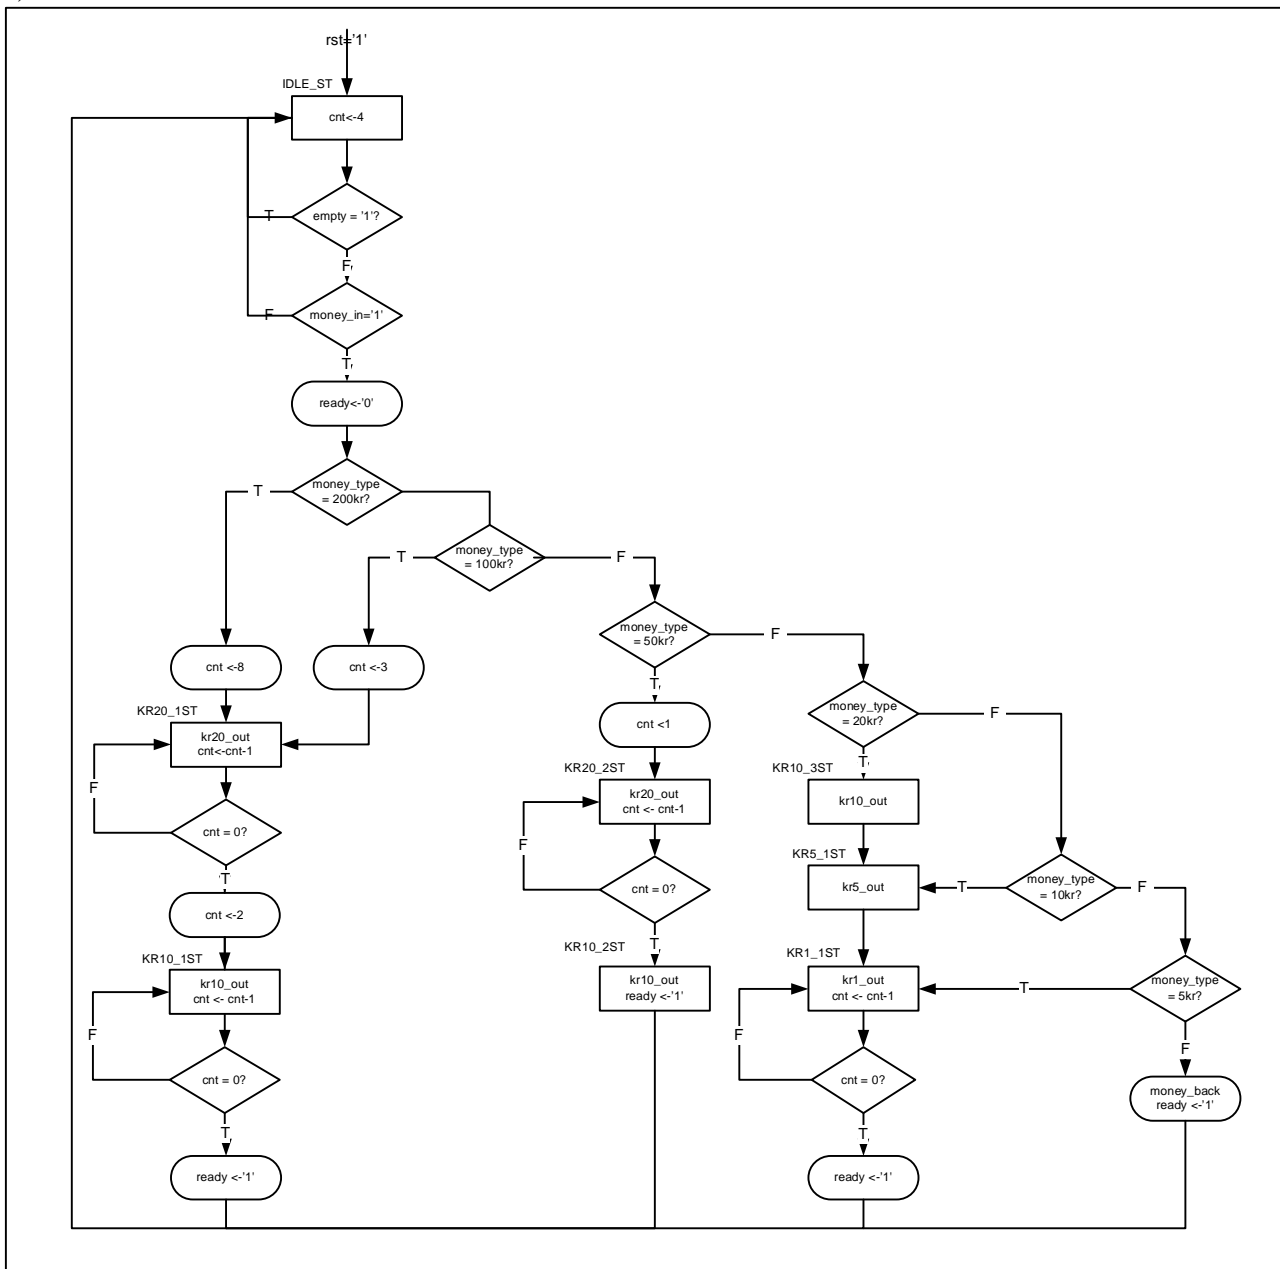 rst='1'
IDLE_ST
cnt<-4
empty = '1'?
T
F
money_in='1'
F
T
ready<-'0'
money_type
= 200kr?
T
money_type
= 100kr?
T
F
money_type
= 50kr?
F
T
cnt <-8
cnt <-3
money_type
= 20kr?
F
T
cnt <1
KR20_1ST
kr20_out
cnt<-cnt-1
F
cnt = 0?
T
KR20_2ST
kr20_out
cnt <- cnt-1
F
cnt = 0?
T
KR10_3ST
kr10_out
KR5_1ST
kr5_out
T
money_type
= 10kr?
F
cnt <-2
KR10_1ST
kr10_out
cnt <- cnt-1
F
cnt = 0?
T
KR10_2ST
kr10_out
ready <-'1'
KR1_1ST
kr1_out
cnt <- cnt-1
F
cnt = 0?
T
T
money_type
= 5kr?
F
money_back
ready <-'1'
ready <-'1'
ready <-'1'